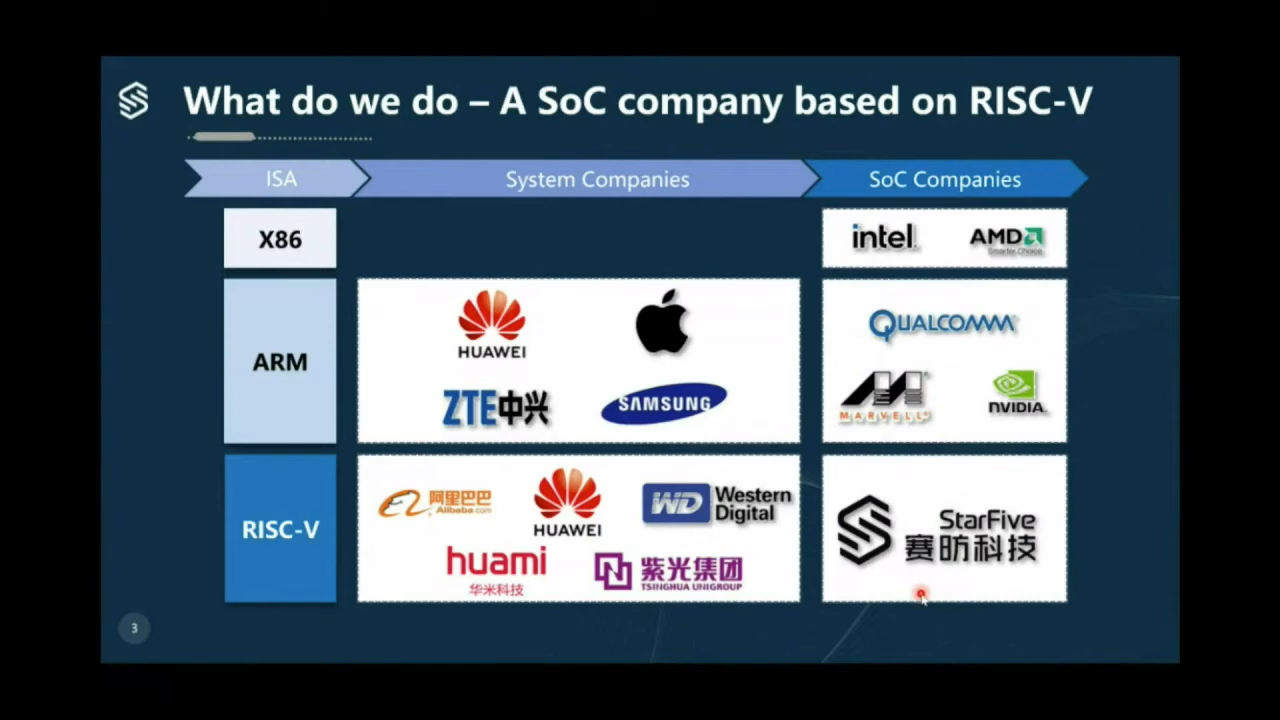 What do we do – A SoC company based on RISC-V
ISA
System Companies
SoC Companies
X86
intel
AMD
Smarter Choice
ARM
HUAWEI
ZTE中兴
SAMSUNG
QUALCOMM
MARVELL®
NVIDIA.
RISC-V
阿里巴巴
Alibaba.com
HUAWEI
WD Western
Digital
huami
华米科技
紫光集团
TSINGHUA UNIGROUP
StarFive
赛昉科技
3